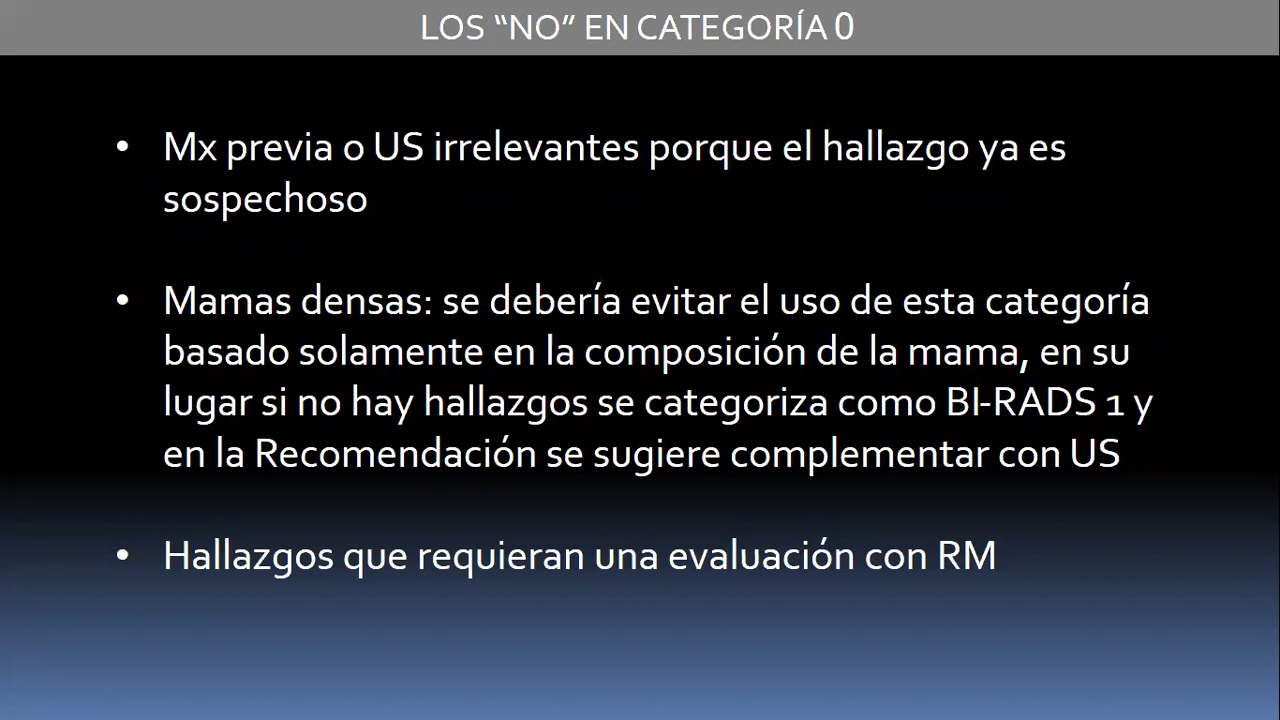 LOS “NO” EN CATEGORÍA 0
• Mx previa o US irrelevantes porque el hallazgo ya es
sospechoso
• Mamas densas: se debería evitar el uso de esta categoría
basado solamente en la composición de la mama, en su
lugar si no hay hallazgos se categoriza como BI-RADS 1 y
en la Recomendación se sugiere complementar con US
• Hallazgos que requieran una evaluación con RM